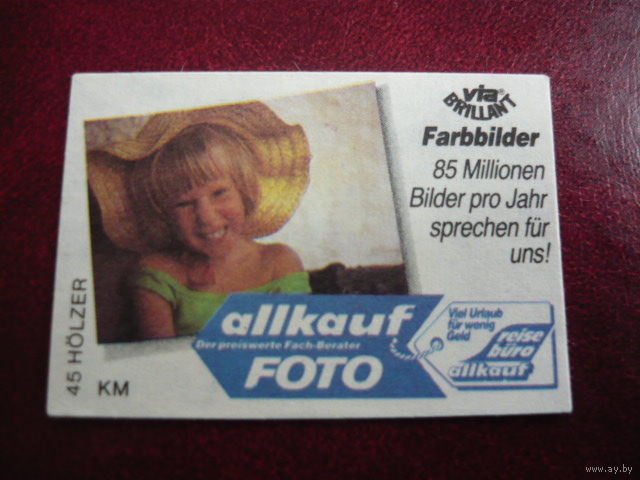 via
BRILLANT
Farbbilder
85 Millionen
Bilder pro Jahr
sprechen für
uns!
allkauf
Der preiswerte Fach-Berater
FOTO
Viel Urlaub
für wenig
Geld
reise
büro
allkauf
45 HÖLZER
KM
www.ay.by